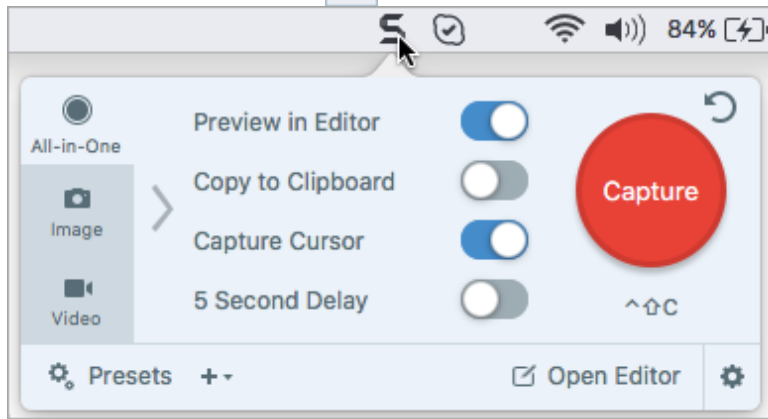 84%
All-in-One
Preview in Editor
Copy to Clipboard
Capture
Image
Capture Cursor
5 Second Delay
Video
^⇧C
Presets
+
Open Editor